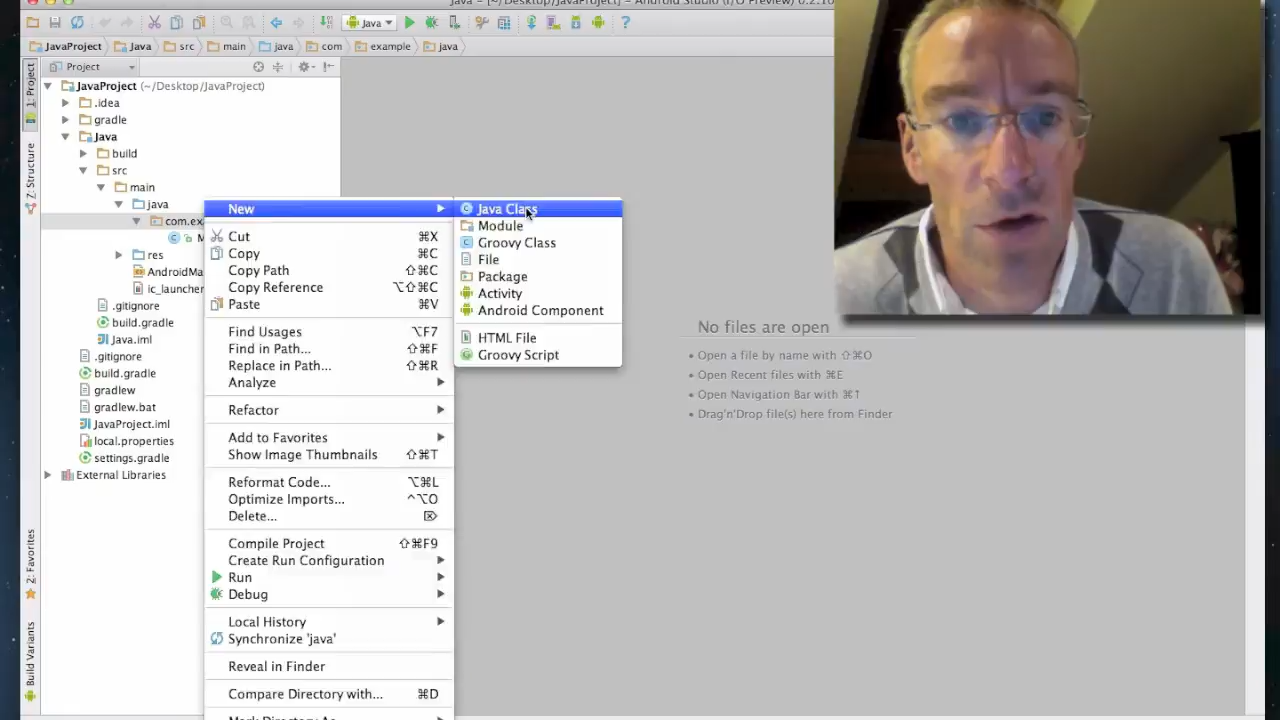 Java – [~/Desktop/JavaProject] – Android Studio (I/O Preview) 0.2.10
Java
JavaProject Java src main java com example java
1: Project
Project
JavaProject (~/Desktop/JavaProject)
.idea
gradle
Java
build
src
main
java
com.ex
M
res
AndroidMa
ic_launcher
.gitignore
build.gradle
Java.iml
.gitignore
build.gradle
gradlew
gradlew.bat
JavaProject.iml
local.properties
settings.gradle
External Libraries
Z: Structure
2: Favorites
Build Variants
New
Cut ⌘X
Copy ⌘C
Copy Path ⇧⌘C
Copy Reference ⌥⇧⌘C
Paste ⌘V
Find Usages ⌥F7
Find in Path... ⇧⌘F
Replace in Path... ⇧⌘R
Analyze
Refactor
Add to Favorites
Show Image Thumbnails ⇧⌘T
Reformat Code... ⌥⌘L
Optimize Imports... ^⌥O
Delete... ⌦
Compile Project ⇧⌘F9
Create Run Configuration
Run
Debug
Local History
Synchronize 'java'
Reveal in Finder
Compare Directory with... ⌘D
Mark Directory As
Java Class
Module
Groovy Class
File
Package
Activity
Android Component
HTML File
Groovy Script
No files are open
• Open a file by name with ⇧⌘O
• Open Recent files with ⌘E
• Open Navigation Bar with ⌘↑
• Drag'n'Drop file(s) here from Finder